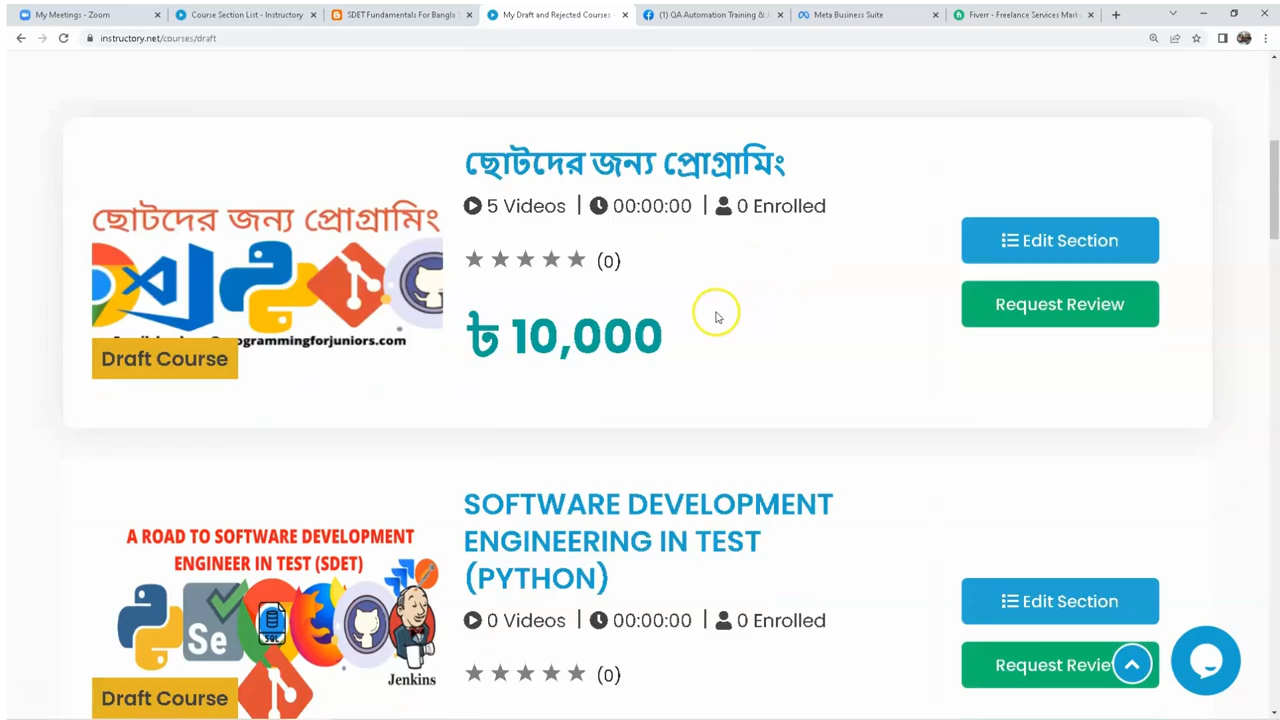 My Meetings - Zoom
Course Section List - Instructory
SDET Fundamentals For Bangla
My Draft and Rejected Courses
(1) QA Automation Training &
Meta Business Suite
Fiverr - Freelance Services Mark
instructory.net/courses/draft
ছোটদের জন্য প্রোগ্রামিং
5 Videos | 00:00:00 | 0 Enrolled
(0)
৳ 10,000
Edit Section
Request Review
ছোটদের জন্য প্রোগ্রামিং
rogrammingforjuniors.com
Draft Course
SOFTWARE DEVELOPMENT
ENGINEERING IN TEST
(PYTHON)
0 Videos | 00:00:00 | 0 Enrolled
(0)
Edit Section
Request Revie
A ROAD TO SOFTWARE DEVELOPMENT
ENGINEER IN TEST (SDET)
Se
SQL
Jenkins
Draft Course